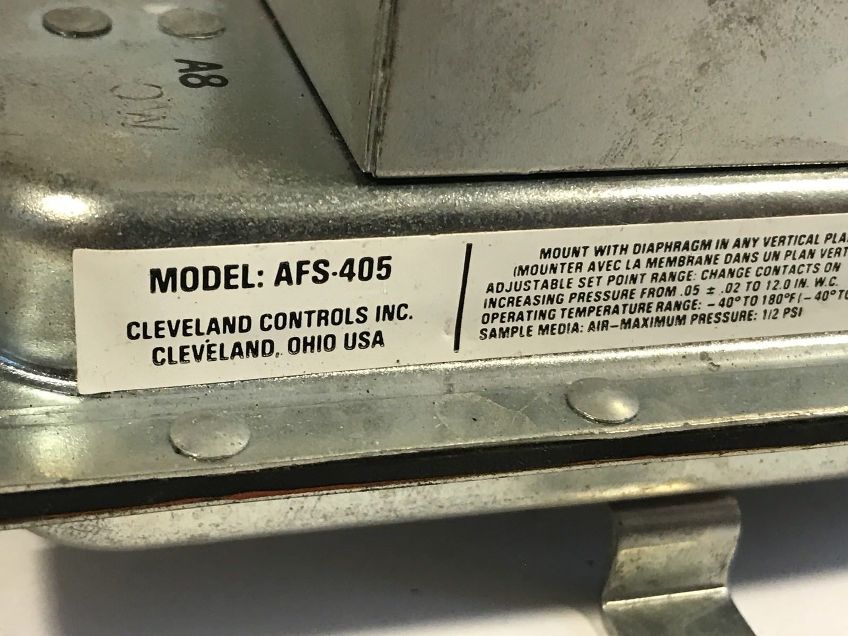 A8
MODEL: AFS-405
CLEVELAND CONTROLS INC.
CLEVELAND, OHIO USA
MOUNT WITH DIAPHRAGM IN ANY VERTICAL
(MOUNTER AVEC LA MEMBRANE DANS UN PLAN
ADJUSTABLE SET POINT RANGE: CHANGE CONTACTS ON
INCREASING PRESSURE FROM .05 ± .02 TO 12.0 IN. W.C.
OPERATING TEMPERATURE RANGE: -40° TO 180°F (-40° TO
SAMPLE MEDIA: AIR-MAXIMUM PRESSURE: 1/2 PSI